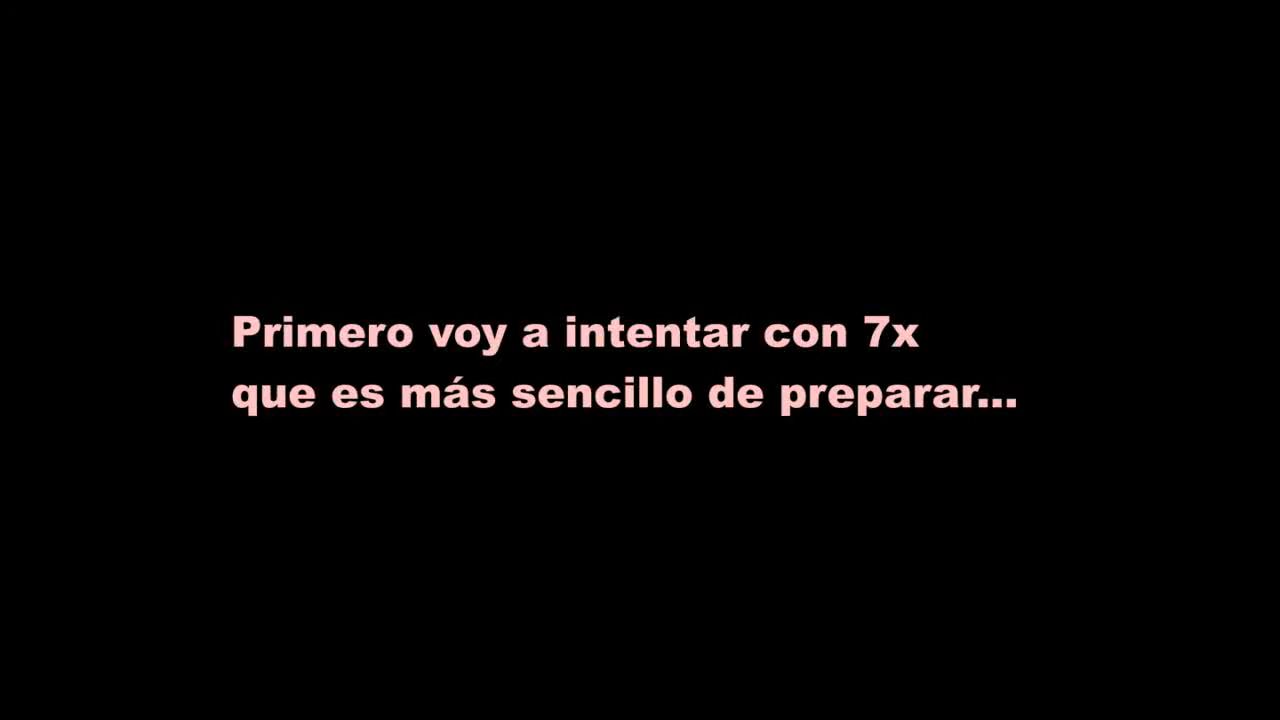 Primero voy a intentar con 7x
que es más sencillo de preparar...